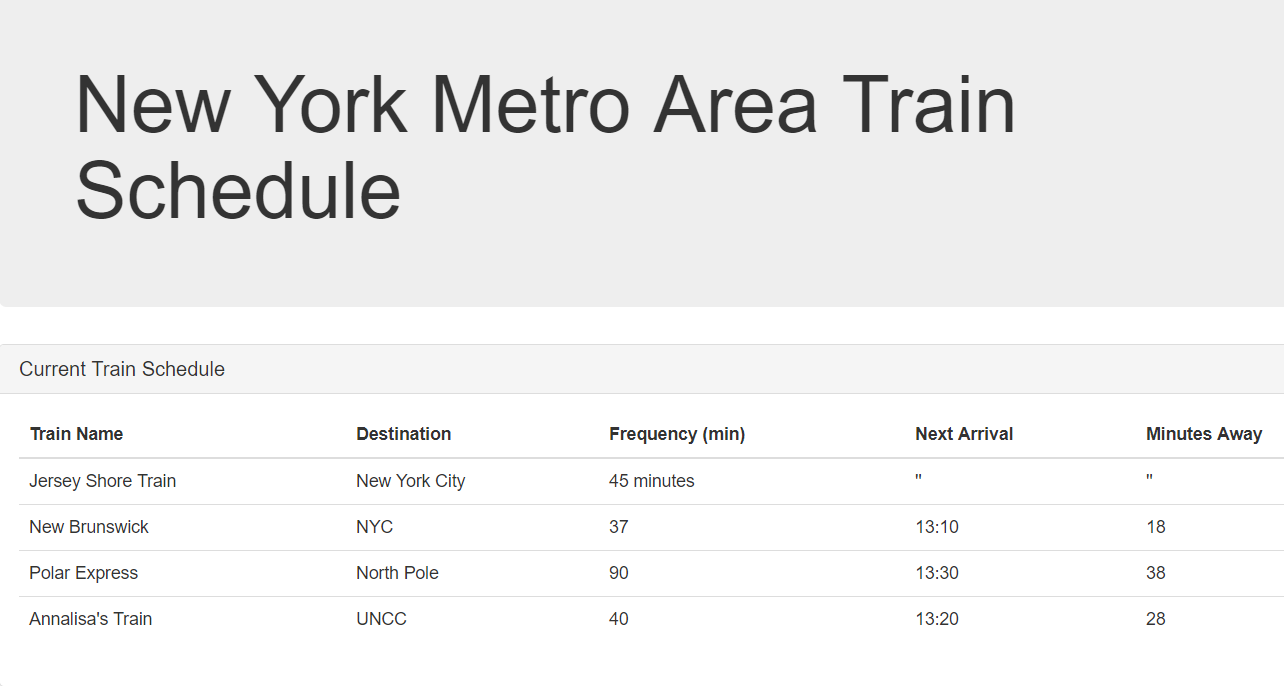 New York Metro Area Train
Schedule
Current Train Schedule
Train Name Destination Frequency (min) Next Arrival Minutes Away
Jersey Shore Train New York City 45 minutes " "
New Brunswick NYC 37 13:10 18
Polar Express North Pole 90 13:30 38
Annalisa's Train UNCC 40 13:20 28